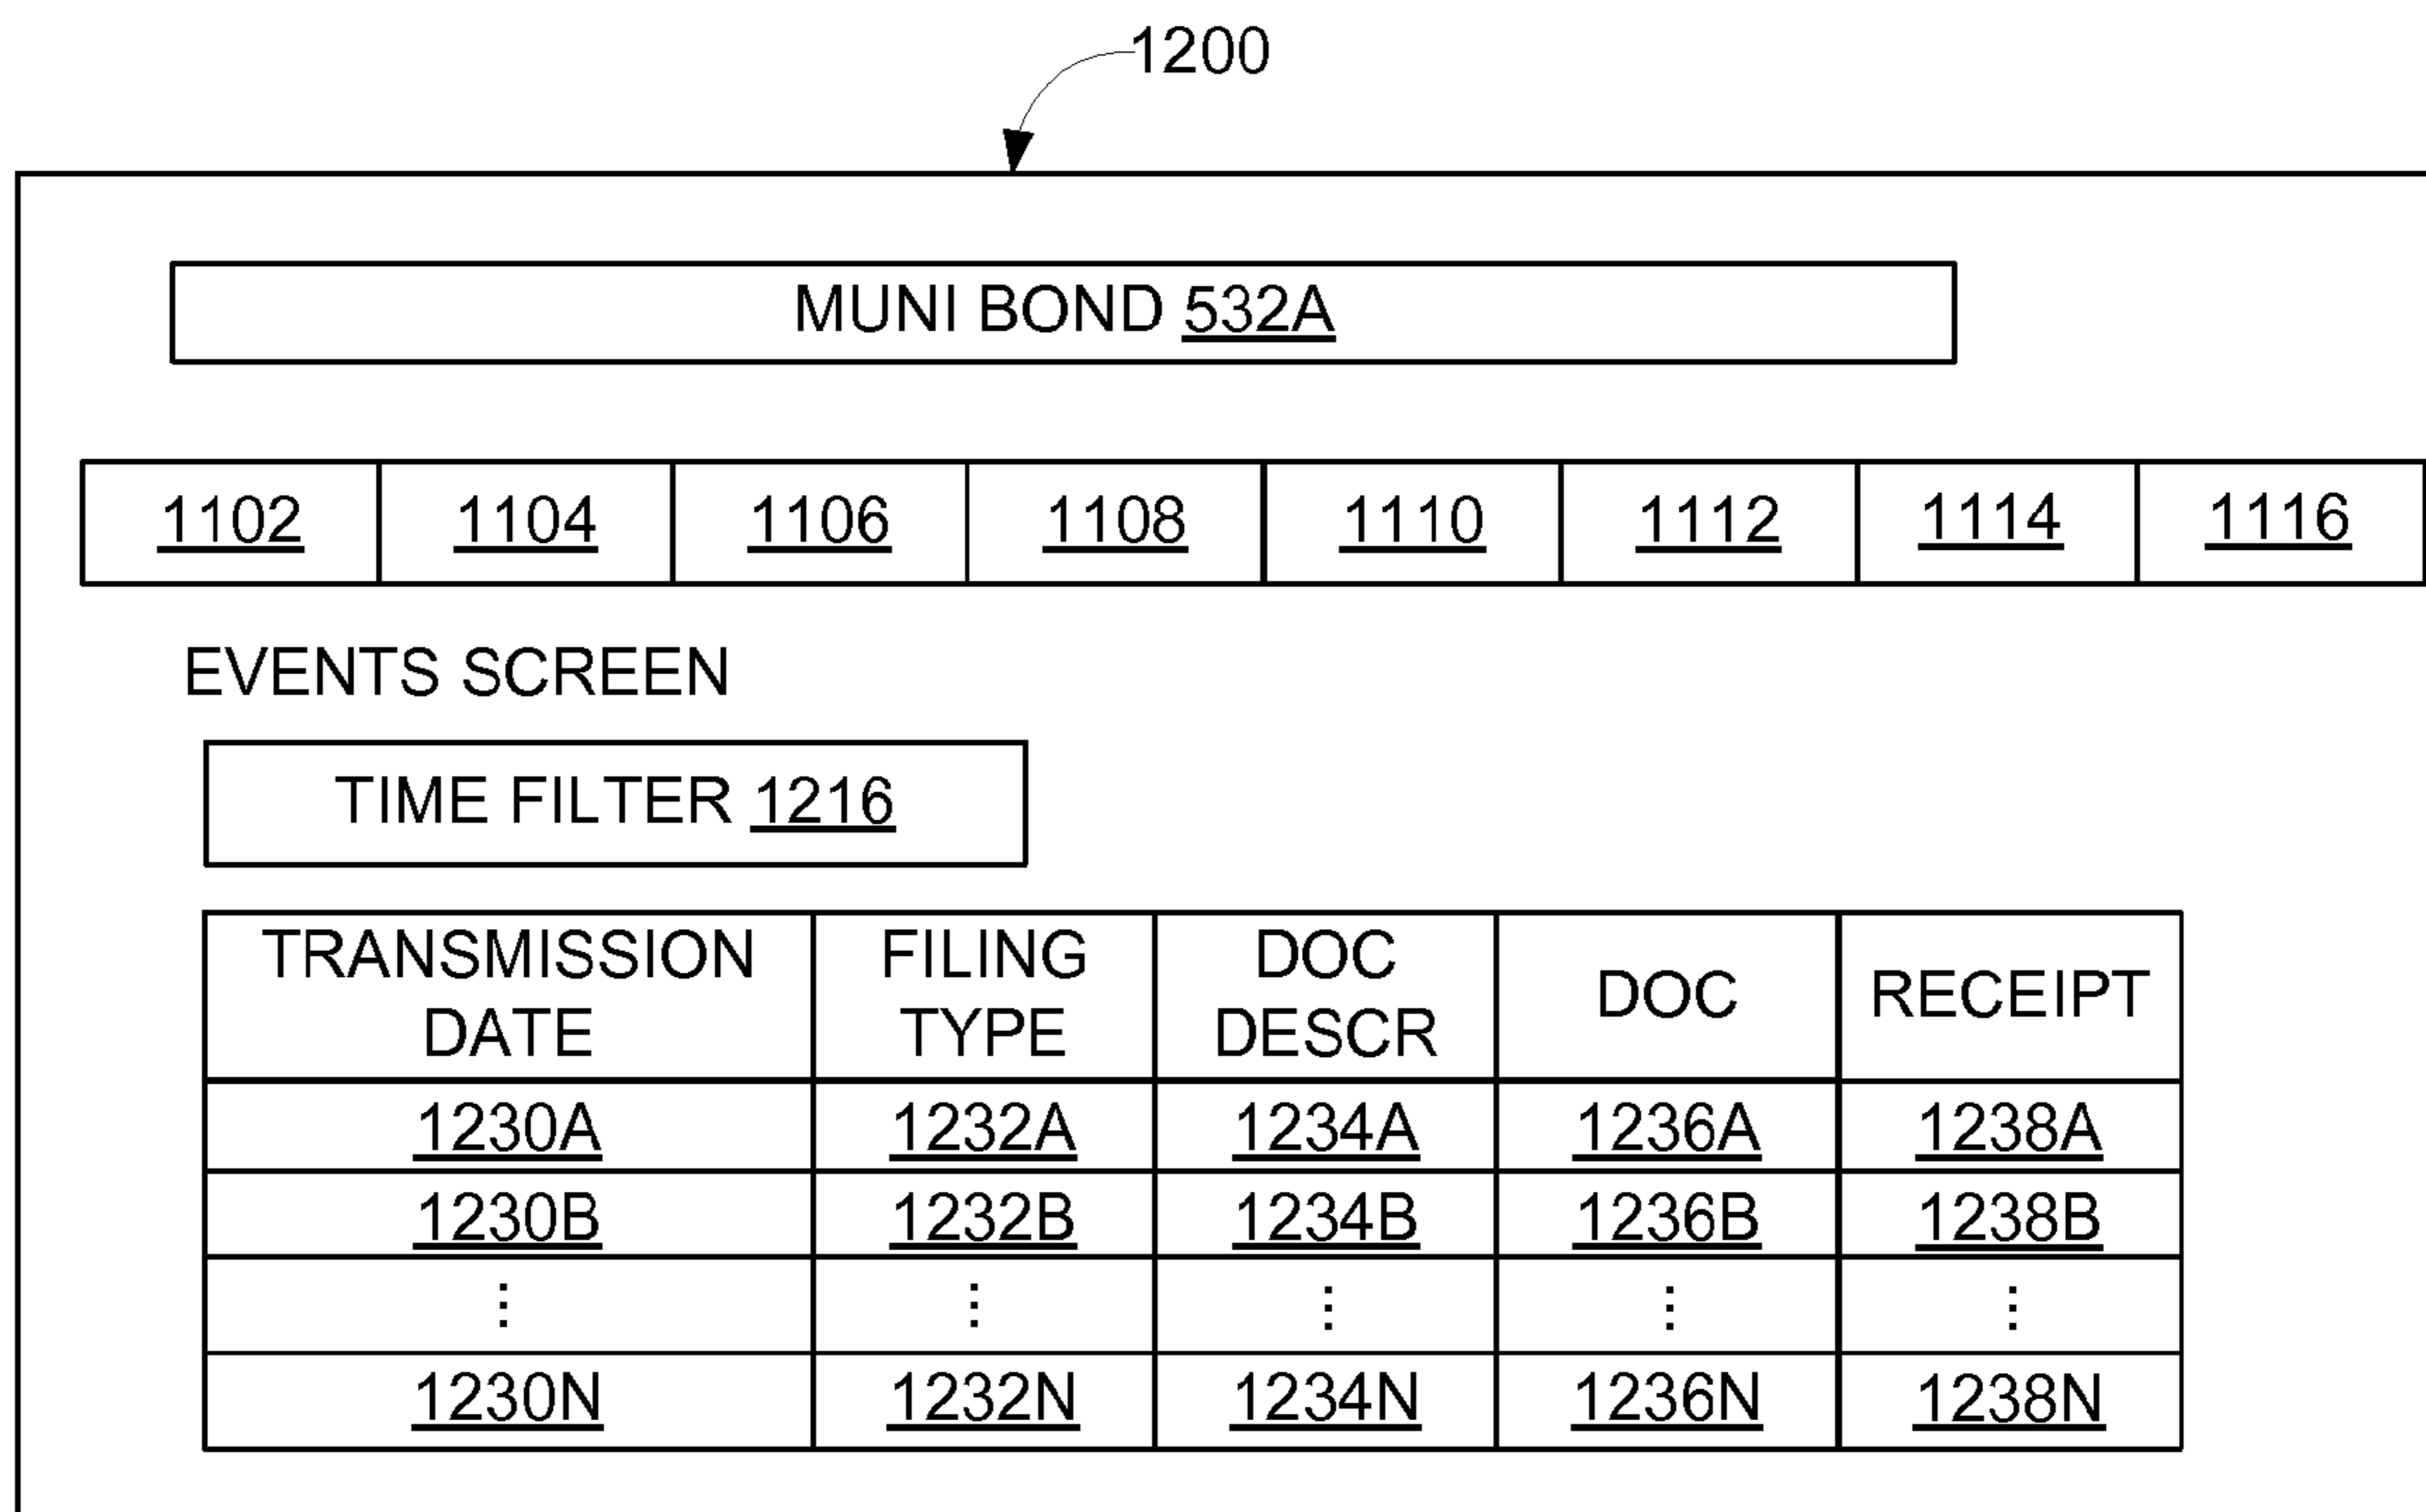 1200
MUNI BOND 532A
1102 1104 1106 1108 1110 1112 1114 1116
EVENTS SCREEN
TIME FILTER 1216
TRANSMISSION DATE FILING TYPE DOC DESCR DOC RECEIPT
1230A 1232A 1234A 1236A 1238A
1230B 1232B 1234B 1236B 1238B
⋮ ⋮ ⋮ ⋮ ⋮
1230N 1232N 1234N 1236N 1238N